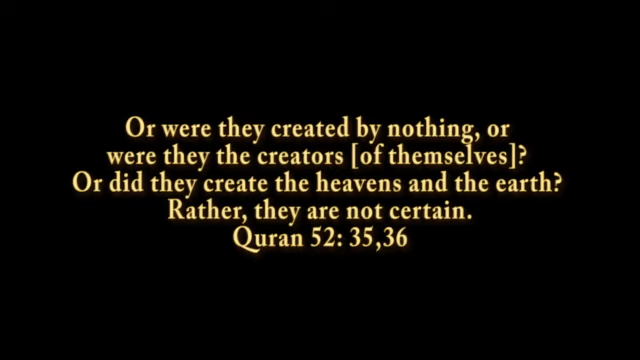 Or were they created by nothing, or
were they the creators [of themselves]?
Or did they create the heavens and the earth?
Rather, they are not certain.
Quran 52: 35,36